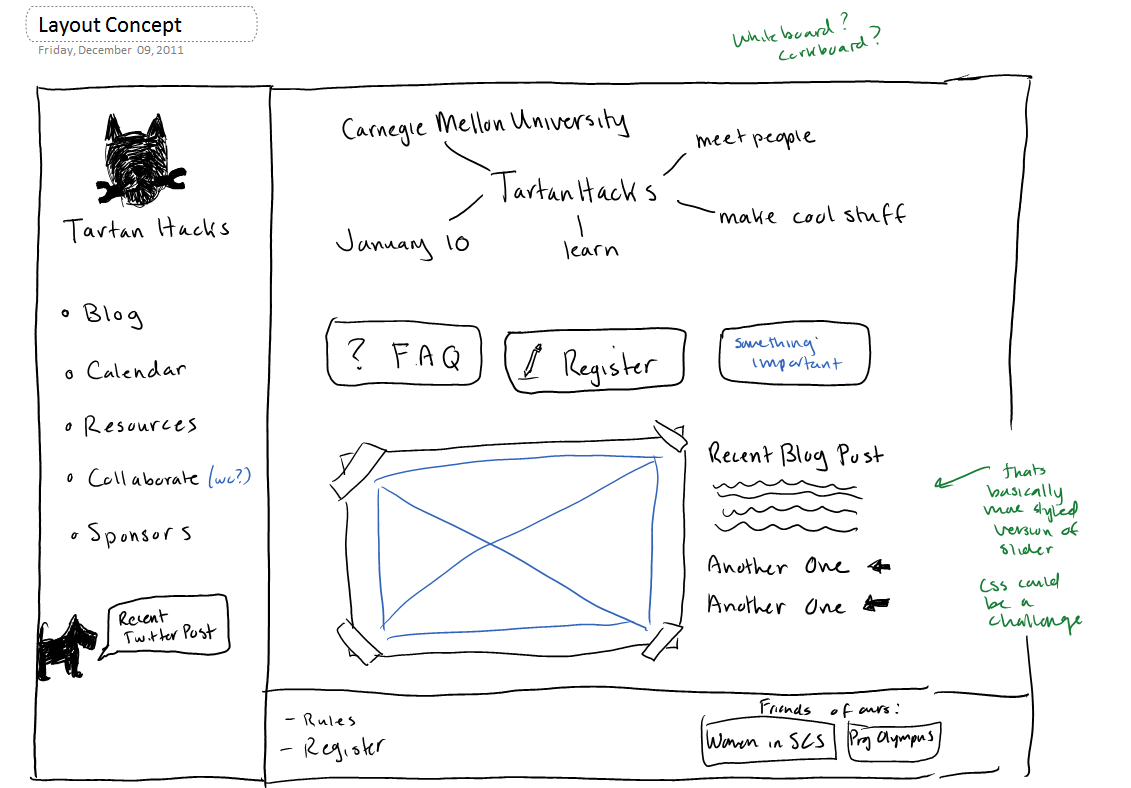 Layout Concept
Friday, December 09, 2011
Whiteboard?
Corkboard?
Tartan Hacks
Blog
Calendar
Resources
Collaborate (wc?)
Sponsors
Recent
Twitter Post
Carnegie Mellon University
meet people
TartanHacks
make cool stuff
January 10
learn
? F.A.Q
Register
something
important
Recent Blog Post
Another One
Another One
thats
basically
more styled
version of
slider
CSS could
be a
challenge
- Rules
- Register
Friends of ours:
Women in SCS
Proj Olympus